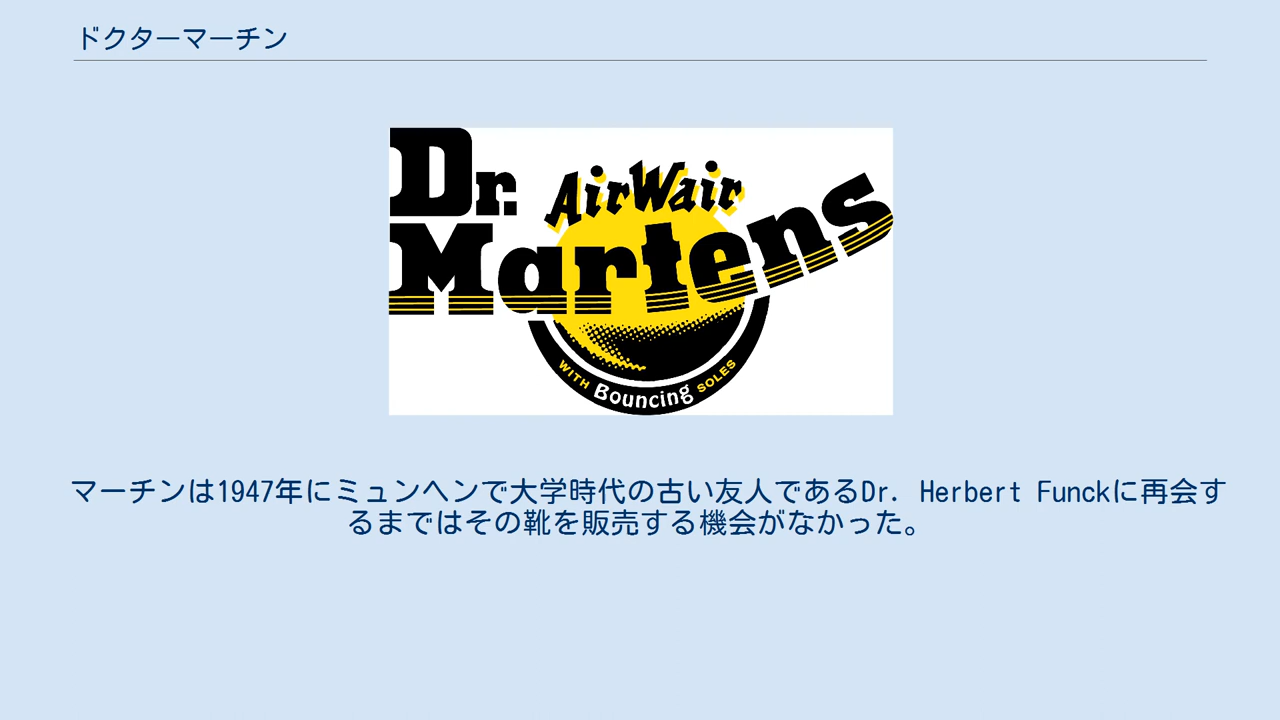 ドクターマーチン
Dr.
AirWair
Martens
WITH Bouncing SOLES
マーチンは1947年にミュンヘンで大学時代の古い友人であるDr. Herbert Funckに再会す
るまではその靴を販売する機会がなかった。